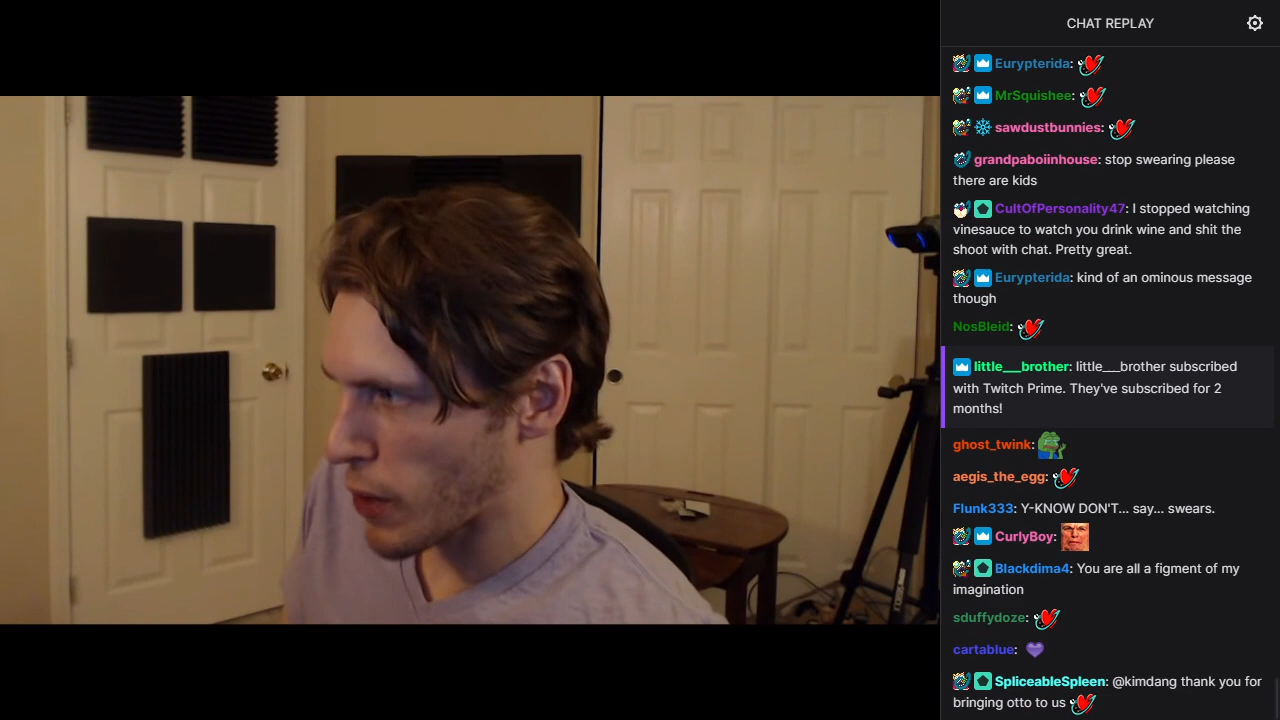 CHAT REPLAY
Eurypterida:
MrSquishee:
sawdustbunnies:
grandpaboiinhouse: stop swearing please
there are kids
CultOfPersonality47: I stopped watching
vinesauce to watch you drink wine and shit the
shoot with chat. Pretty great.
Eurypterida: kind of an ominous message
though
NosBleid:
little__brother: little__brother subscribed
with Twitch Prime. They've subscribed for 2
months!
ghost_twink:
aegis_the_egg:
Flunk333: Y-KNOW DON'T... say... swears.
CurlyBoy:
Blackdima4: You are all a figment of my
imagination
sduffydoze:
cartablue:
SpliceableSpleen: @kimdang thank you for
bringing otto to us